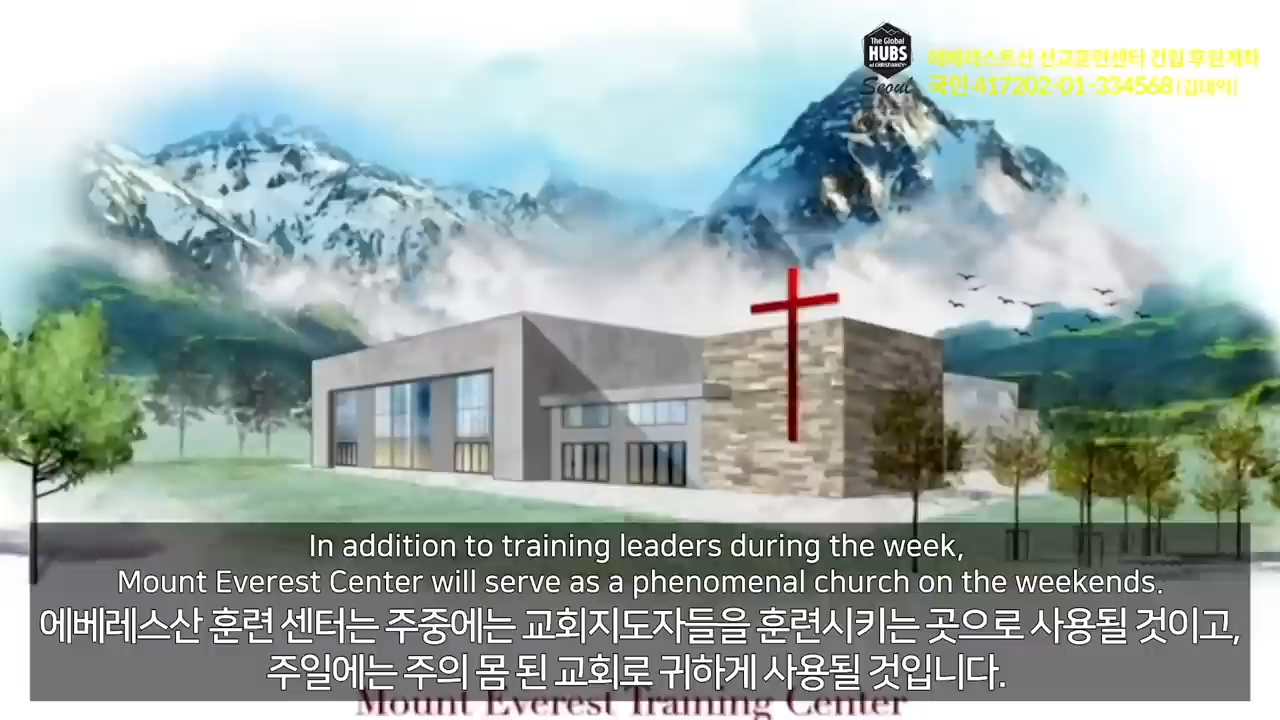 The Global
HUBS
of CHRISTIANITY
Seoul
에베레스트산 선교훈련센터 건립 후원계좌
국민 417202-01-334568 (김대억)
In addition to training leaders during the week,
Mount Everest Center will serve as a phenomenal church on the weekends.
에베레스산 훈련 센터는 주중에는 교회지도자들을 훈련시키는 곳으로 사용될 것이고,
주일에는 주의 몸 된 교회로 귀하게 사용될 것입니다.
Mount Everest Training Center